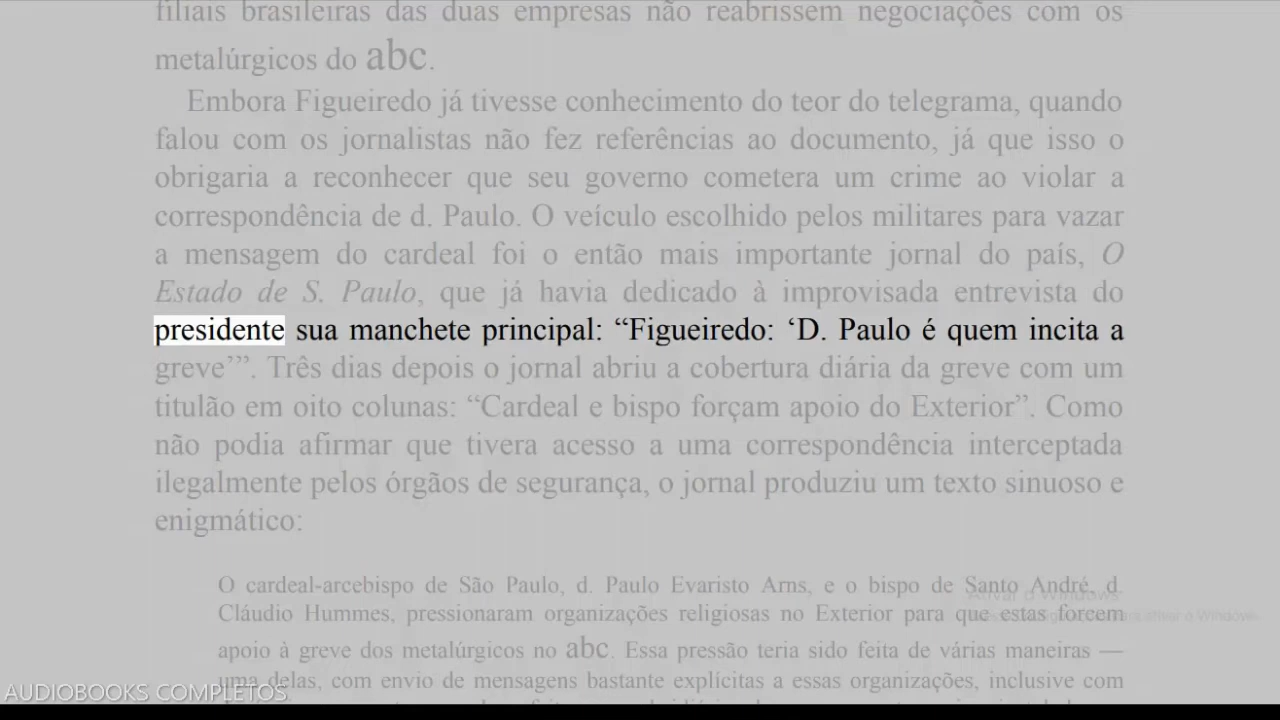 filiais brasileiras das duas empresas não reabrissem negociações com os
metalúrgicos do abc.
Embora Figueiredo já tivesse conhecimento do teor do telegrama, quando
falou com os jornalistas não fez referências ao documento, já que isso o
obrigaria a reconhecer que seu governo cometera um crime ao violar a
correspondência de d. Paulo. O veículo escolhido pelos militares para vazar
a mensagem do cardeal foi o então mais importante jornal do país, O
Estado de S. Paulo, que já havia dedicado à improvisada entrevista do
presidente sua manchete principal: “Figueiredo: ‘D. Paulo é quem incita a
greve’”. Três dias depois o jornal abriu a cobertura diária da greve com um
titulão em oito colunas: “Cardeal e bispo forçam apoio do Exterior”. Como
não podia afirmar que tivera acesso a uma correspondência interceptada
ilegalmente pelos órgãos de segurança, o jornal produziu um texto sinuoso e
enigmático:
O cardeal-arcebispo de São Paulo, d. Paulo Evaristo Arns, e o bispo de Santo André, d.
Cláudio Hummes, pressionaram organizações religiosas no Exterior para que estas forcem
apoio à greve dos metalúrgicos no abc. Essa pressão teria sido feita de várias maneiras —
uma delas, com envio de mensagens bastante explícitas a essas organizações, inclusive com
Ativar o Windows
AUDIOBOOKS COMPLETOS